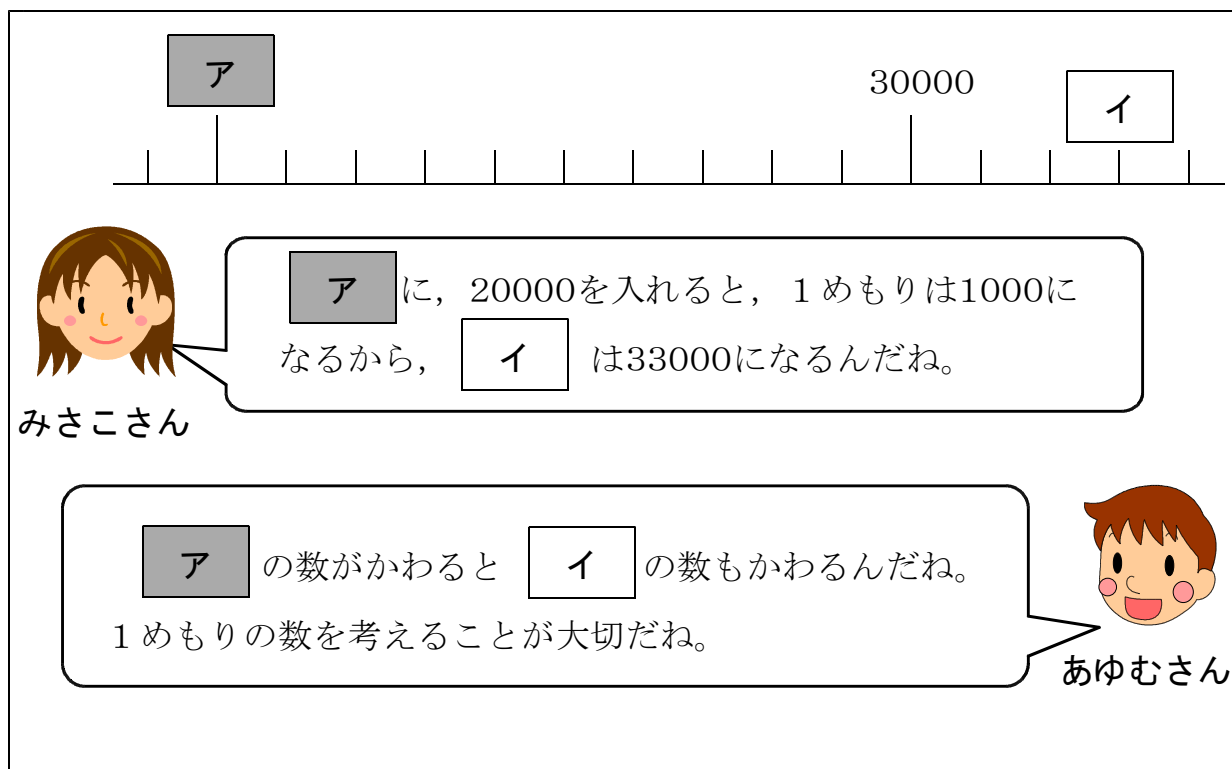 ア
30000
イ
ア に，20000を入れると，１めもりは1000に
なるから， イ は33000になるんだね。
みさこさん
ア の数がかわると イ の数もかわるんだね。
１めもりの数を考えることが大切だね。
あゆむさん